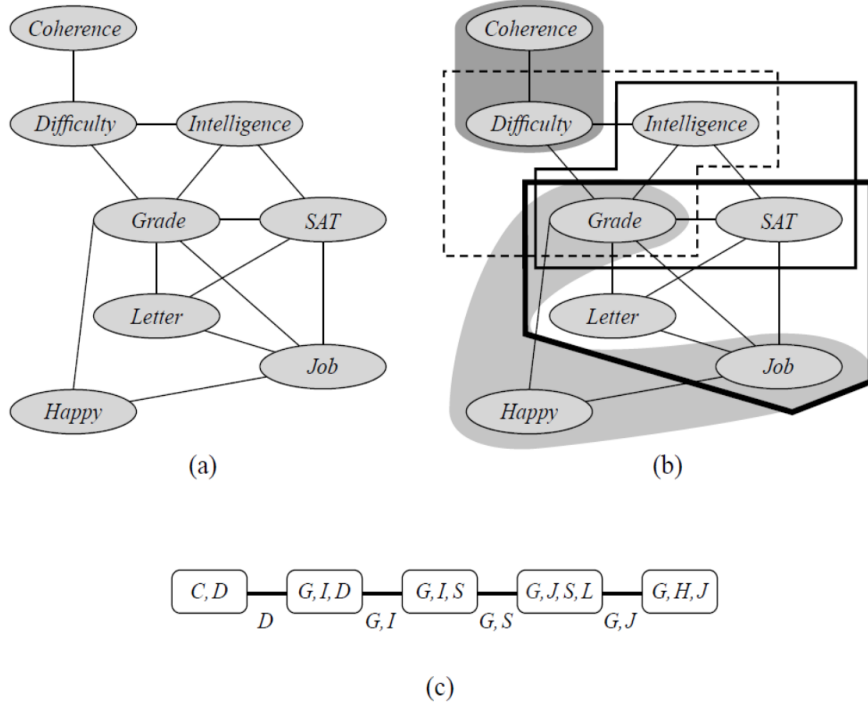 Coherence
Difficulty
Intelligence
Grade
SAT
Letter
Job
Happy
(a)
Coherence
Difficulty
Intelligence
Grade
SAT
Letter
Job
Happy
(b)
C,D
G,I,D
G,I,S
G,J,S,L
G,H,J
D
G,I
G,S
G,J
(c)